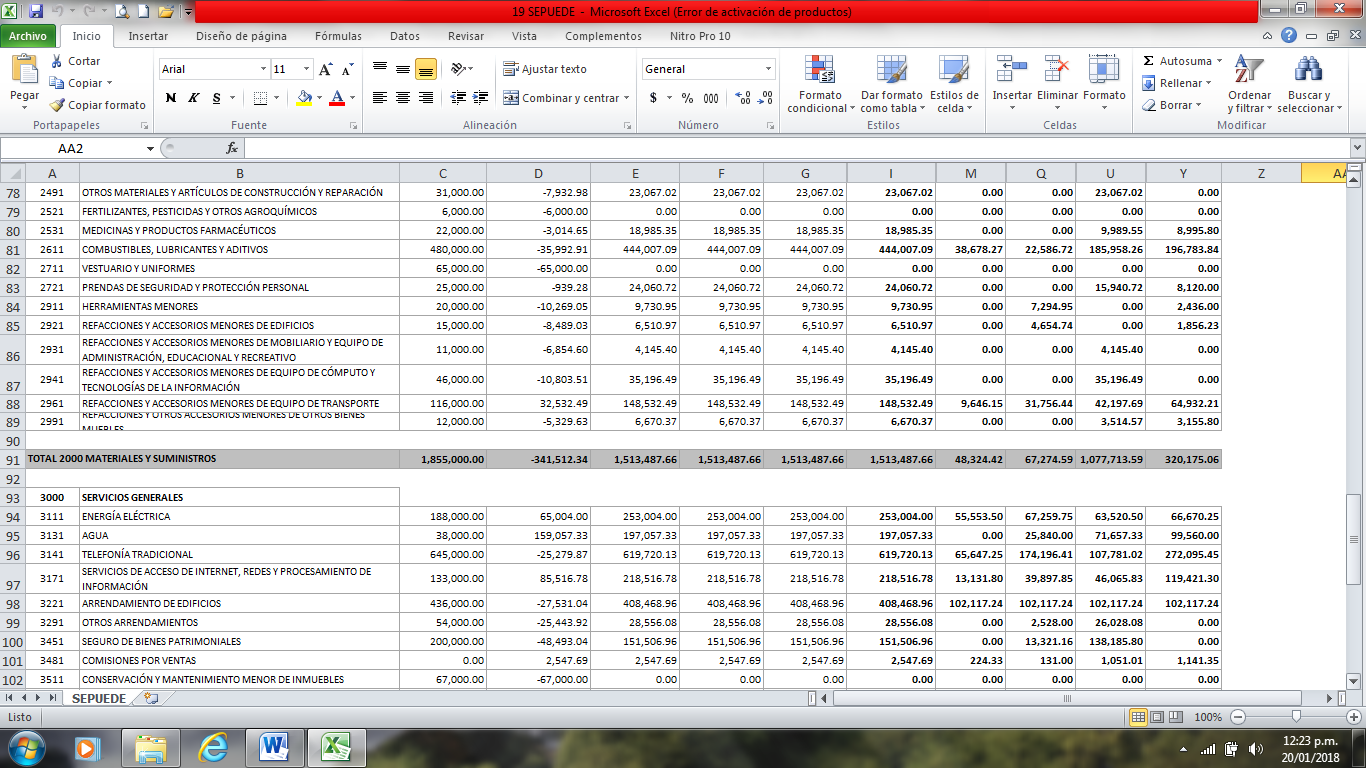 19 SEPUEDE - Microsoft Excel (Error de activación de productos)
Archivo Inicio Insertar Diseño de página Fórmulas Datos Revisar Vista Complementos Nitro Pro 10
Pegar Cortar Copiar Copiar formato Portapapeles
Arial 11 N K S Fuente
Ajustar texto Combinar y centrar Alineación
General $ % 000 Número
Formato condicional Dar formato como tabla Estilos de celda Estilos
Insertar Eliminar Formato Celdas
Σ Autosuma Rellenar Borrar Ordenar y filtrar Buscar y seleccionar Modificar
AA2 fx
A B C D E F G I M Q U Y Z AA
78 2491 OTROS MATERIALES Y ARTÍCULOS DE CONSTRUCCIÓN Y REPARACIÓN 31,000.00 -7,932.98 23,067.02 23,067.02 23,067.02 23,067.02 0.00 0.00 23,067.02 0.00
79 2521 FERTILIZANTES, PESTICIDAS Y OTROS AGROQUÍMICOS 6,000.00 -6,000.00 0.00 0.00 0.00 0.00 0.00 0.00 0.00 0.00
80 2531 MEDICINAS Y PRODUCTOS FARMACÉUTICOS 22,000.00 -3,014.65 18,985.35 18,985.35 18,985.35 18,985.35 0.00 0.00 9,989.55 8,995.80
81 2611 COMBUSTIBLES, LUBRICANTES Y ADITIVOS 480,000.00 -35,992.91 444,007.09 444,007.09 444,007.09 444,007.09 38,678.27 22,586.72 185,958.26 196,783.84
82 2711 VESTUARIO Y UNIFORMES 65,000.00 -65,000.00 0.00 0.00 0.00 0.00 0.00 0.00 0.00 0.00
83 2721 PRENDAS DE SEGURIDAD Y PROTECCIÓN PERSONAL 25,000.00 -939.28 24,060.72 24,060.72 24,060.72 24,060.72 0.00 0.00 15,940.72 8,120.00
84 2911 HERRAMIENTAS MENORES 20,000.00 -10,269.05 9,730.95 9,730.95 9,730.95 9,730.95 0.00 7,294.95 0.00 2,436.00
85 2921 REFACCIONES Y ACCESORIOS MENORES DE EDIFICIOS 15,000.00 -8,489.03 6,510.97 6,510.97 6,510.97 6,510.97 0.00 4,654.74 0.00 1,856.23
86 2931 REFACCIONES Y ACCESORIOS MENORES DE MOBILIARIO Y EQUIPO DE
ADMINISTRACIÓN, EDUCACIONAL Y RECREATIVO 11,000.00 -6,854.60 4,145.40 4,145.40 4,145.40 4,145.40 0.00 0.00 4,145.40 0.00
87 2941 REFACCIONES Y ACCESORIOS MENORES DE EQUIPO DE CÓMPUTO Y
TECNOLOGÍAS DE LA INFORMACIÓN 46,000.00 -10,803.51 35,196.49 35,196.49 35,196.49 35,196.49 0.00 0.00 35,196.49 0.00
88 2961 REFACCIONES Y ACCESORIOS MENORES DE EQUIPO DE TRANSPORTE 116,000.00 32,532.49 148,532.49 148,532.49 148,532.49 148,532.49 9,646.15 31,756.44 42,197.69 64,932.21
89 2991 REFACCIONES Y OTROS ACCESORIOS MENORES DE OTROS BIENES
MUEBLES 12,000.00 -5,329.63 6,670.37 6,670.37 6,670.37 6,670.37 0.00 0.00 3,514.57 3,155.80
90
91 TOTAL 2000 MATERIALES Y SUMINISTROS 1,855,000.00 -341,512.34 1,513,487.66 1,513,487.66 1,513,487.66 1,513,487.66 48,324.42 67,274.59 1,077,713.59 320,175.06
92
93 3000 SERVICIOS GENERALES
94 3111 ENERGÍA ELÉCTRICA 188,000.00 65,004.00 253,004.00 253,004.00 253,004.00 253,004.00 55,553.50 67,259.75 63,520.50 66,670.25
95 3131 AGUA 38,000.00 159,057.33 197,057.33 197,057.33 197,057.33 197,057.33 0.00 25,840.00 71,657.33 99,560.00
96 3141 TELEFONÍA TRADICIONAL 645,000.00 -25,279.87 619,720.13 619,720.13 619,720.13 619,720.13 65,647.25 174,196.41 107,781.02 272,095.45
97 3171 SERVICIOS DE ACCESO DE INTERNET, REDES Y PROCESAMIENTO DE
INFORMACIÓN 133,000.00 85,516.78 218,516.78 218,516.78 218,516.78 218,516.78 13,131.80 39,897.85 46,065.83 119,421.30
98 3221 ARRENDAMIENTO DE EDIFICIOS 436,000.00 -27,531.04 408,468.96 408,468.96 408,468.96 408,468.96 102,117.24 102,117.24 102,117.24 102,117.24
99 3291 OTROS ARRENDAMIENTOS 54,000.00 -25,443.92 28,556.08 28,556.08 28,556.08 28,556.08 0.00 2,528.00 26,028.08 0.00
100 3451 SEGURO DE BIENES PATRIMONIALES 200,000.00 -48,493.04 151,506.96 151,506.96 151,506.96 151,506.96 0.00 13,321.16 138,185.80 0.00
101 3481 COMISIONES POR VENTAS 0.00 2,547.69 2,547.69 2,547.69 2,547.69 2,547.69 224.33 131.00 1,051.01 1,141.35
102 3511 CONSERVACIÓN Y MANTENIMIENTO MENOR DE INMUEBLES 67,000.00 -67,000.00 0.00 0.00 0.00 0.00 0.00 0.00 0.00 0.00
SEPUEDE
Listo 100%
12:23 p.m.
20/01/2018